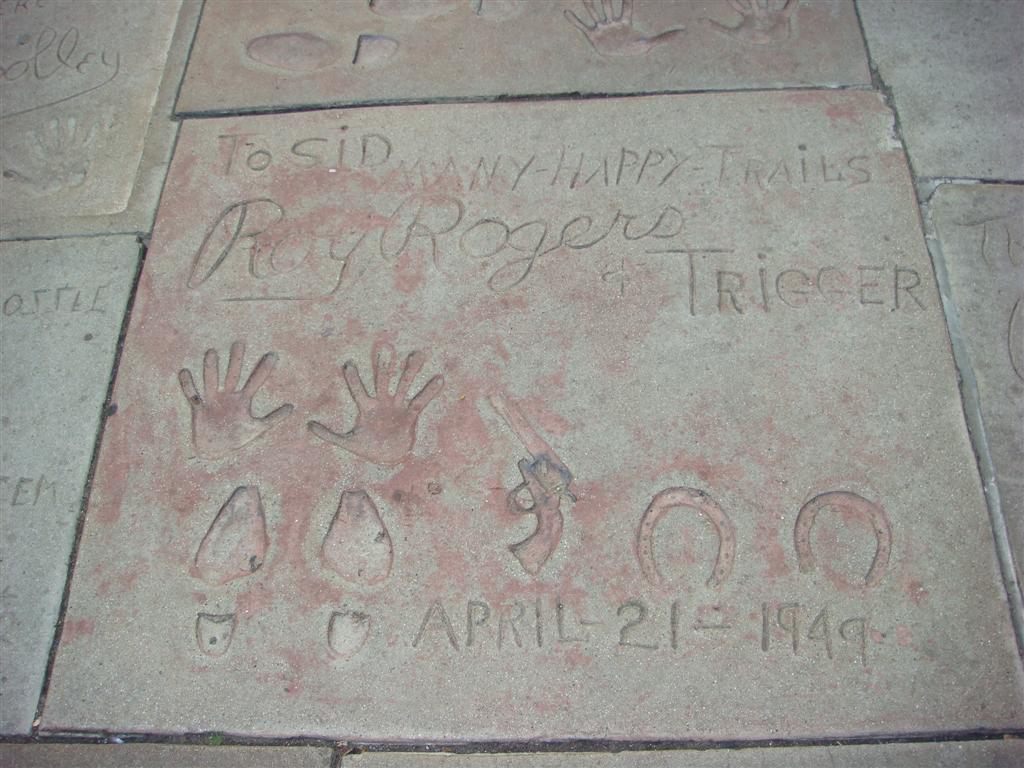 To SiD MANY-HAPPY-TRAiLS
Roy Rogers
+ TRiGGER
APRIL-21-1949.